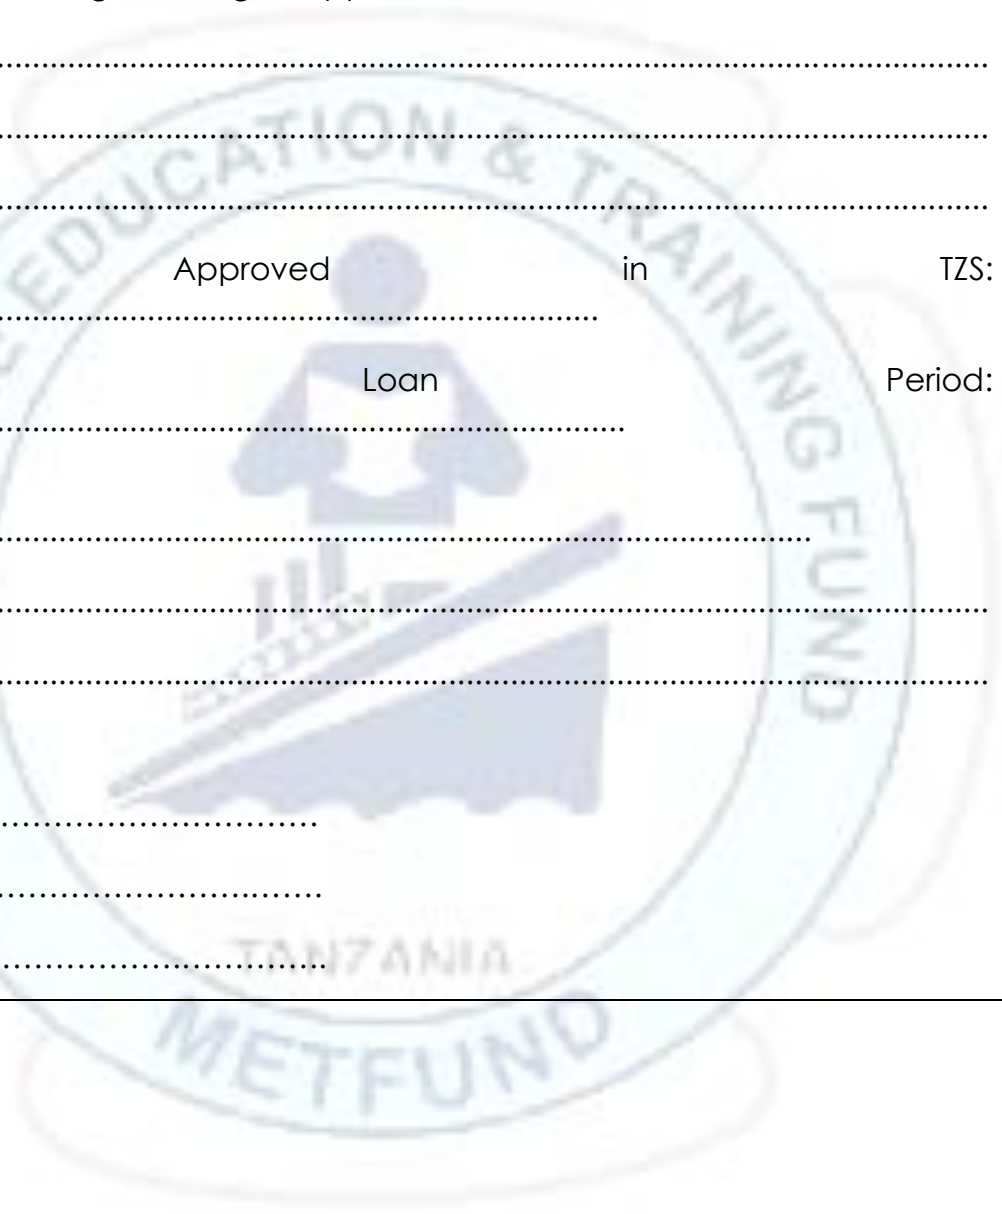 EDUCATION & TRAINING FUND
Approved in TZS:
Loan Period:
TANZANIA
METFUND